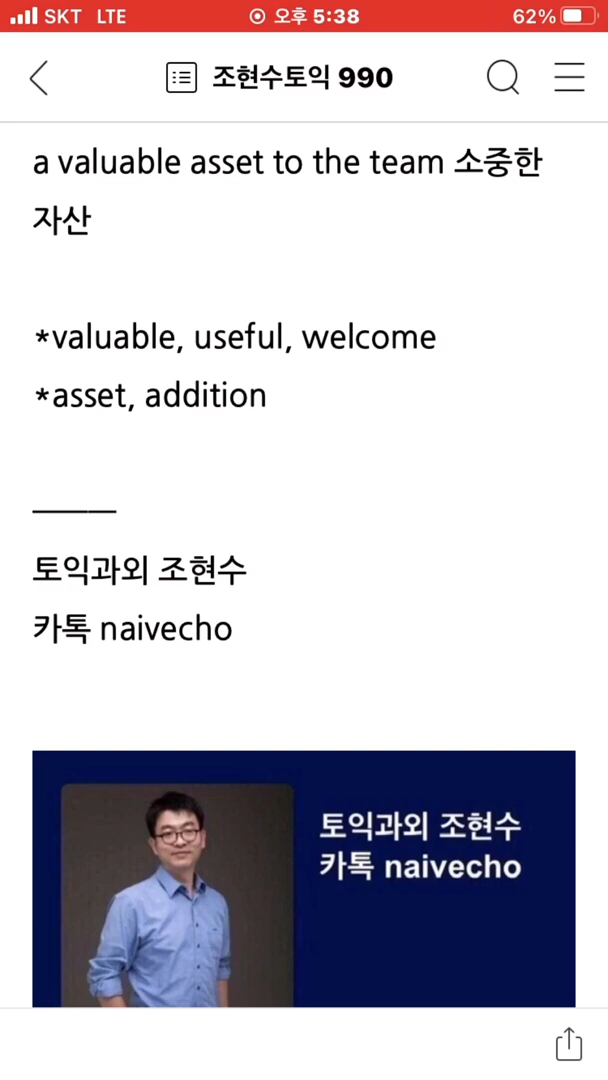 SKT LTE 오후 5:38 62%
조현수토익 990
a valuable asset to the team 소중한
자산
*valuable, useful, welcome
*asset, addition
토익과외 조현수
카톡 naivecho
토익과외 조현수
카톡 naivecho